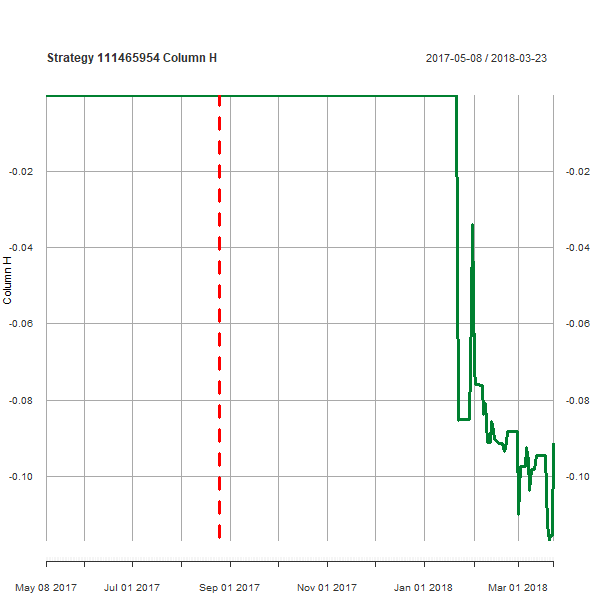 Strategy 111465954 Column H
2017-05-08 / 2018-03-23
-0.02 -0.02
-0.04 -0.04
Column H
-0.06 -0.06
-0.08 -0.08
-0.10 -0.10
May 08 2017 Jul 01 2017 Sep 01 2017 Nov 01 2017 Jan 01 2018 Mar 01 2018